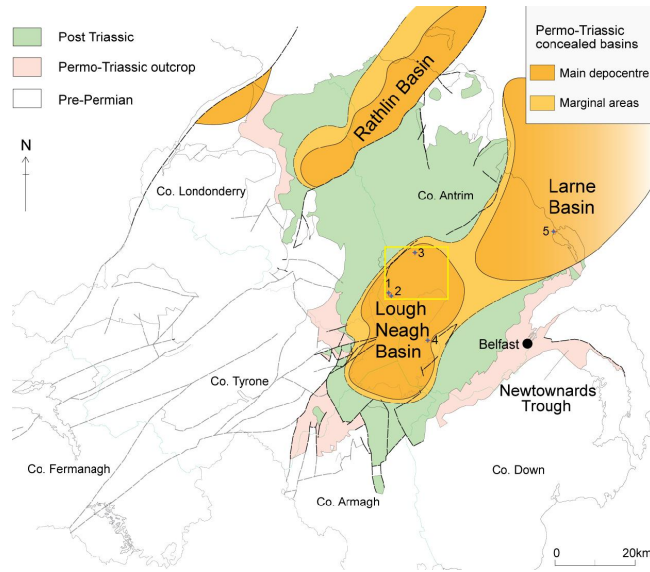 Post Triassic
Permo-Triassic outcrop
Pre-Permian
Permo-Triassic
concealed basins
Main depocentre
Marginal areas
N
Rathlin Basin
Co. Londonderry
Co. Antrim
Larne
Basin
5
3
1
2
Lough
Neagh
Basin
4
Belfast
Co. Tyrone
Newtownards
Trough
Co. Fermanagh
Co. Down
Co. Armagh
0 20km